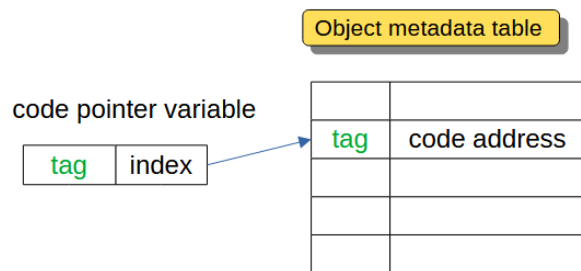 Object metadata table
code pointer variable
tag index
tag code address